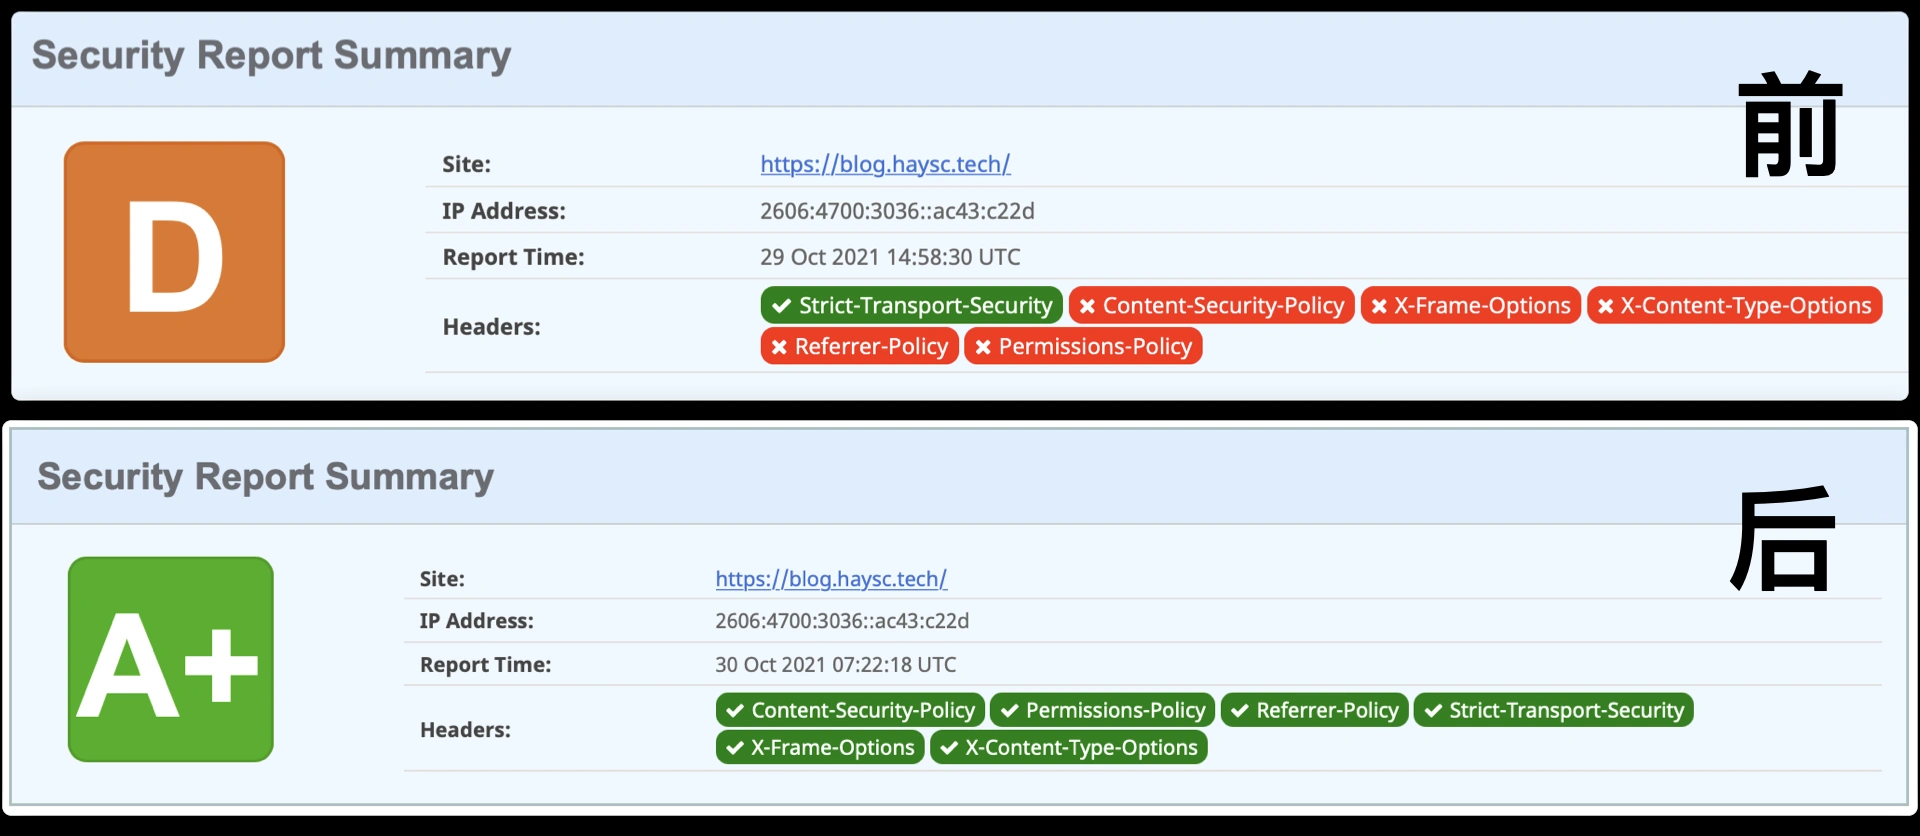 Security Report Summary
前
D
Site: https://blog.haysc.tech/
IP Address: 2606:4700:3036::ac43:c22d
Report Time: 29 Oct 2021 14:58:30 UTC
Headers: Strict-Transport-Security Content-Security-Policy X-Frame-Options X-Content-Type-Options
Referrer-Policy Permissions-Policy
Security Report Summary
后
A+
Site: https://blog.haysc.tech/
IP Address: 2606:4700:3036::ac43:c22d
Report Time: 30 Oct 2021 07:22:18 UTC
Headers: Content-Security-Policy Permissions-Policy Referrer-Policy Strict-Transport-Security
X-Frame-Options X-Content-Type-Options